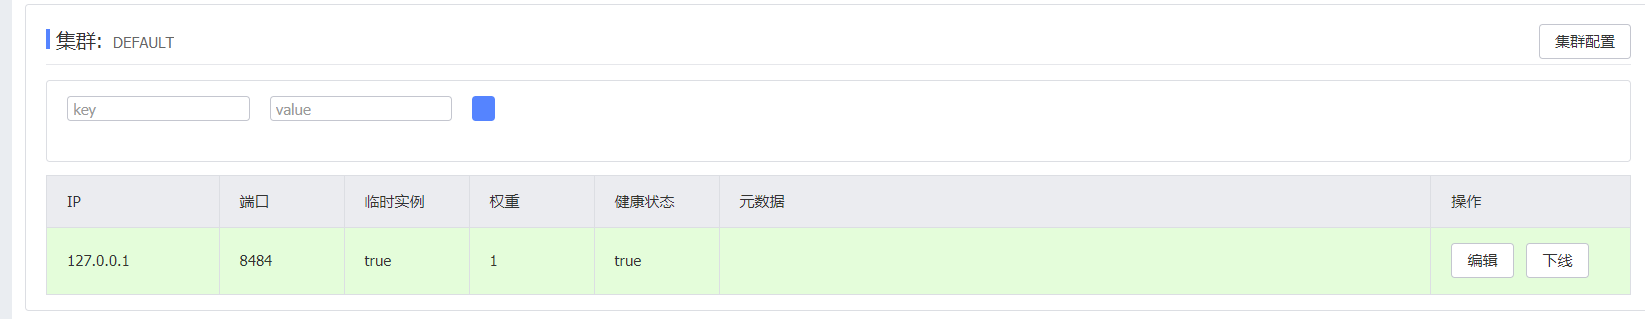 集群: DEFAULT
集群配置
key value
IP 端口 临时实例 权重 健康状态 元数据 操作
127.0.0.1 8484 true 1 true 编辑 下线